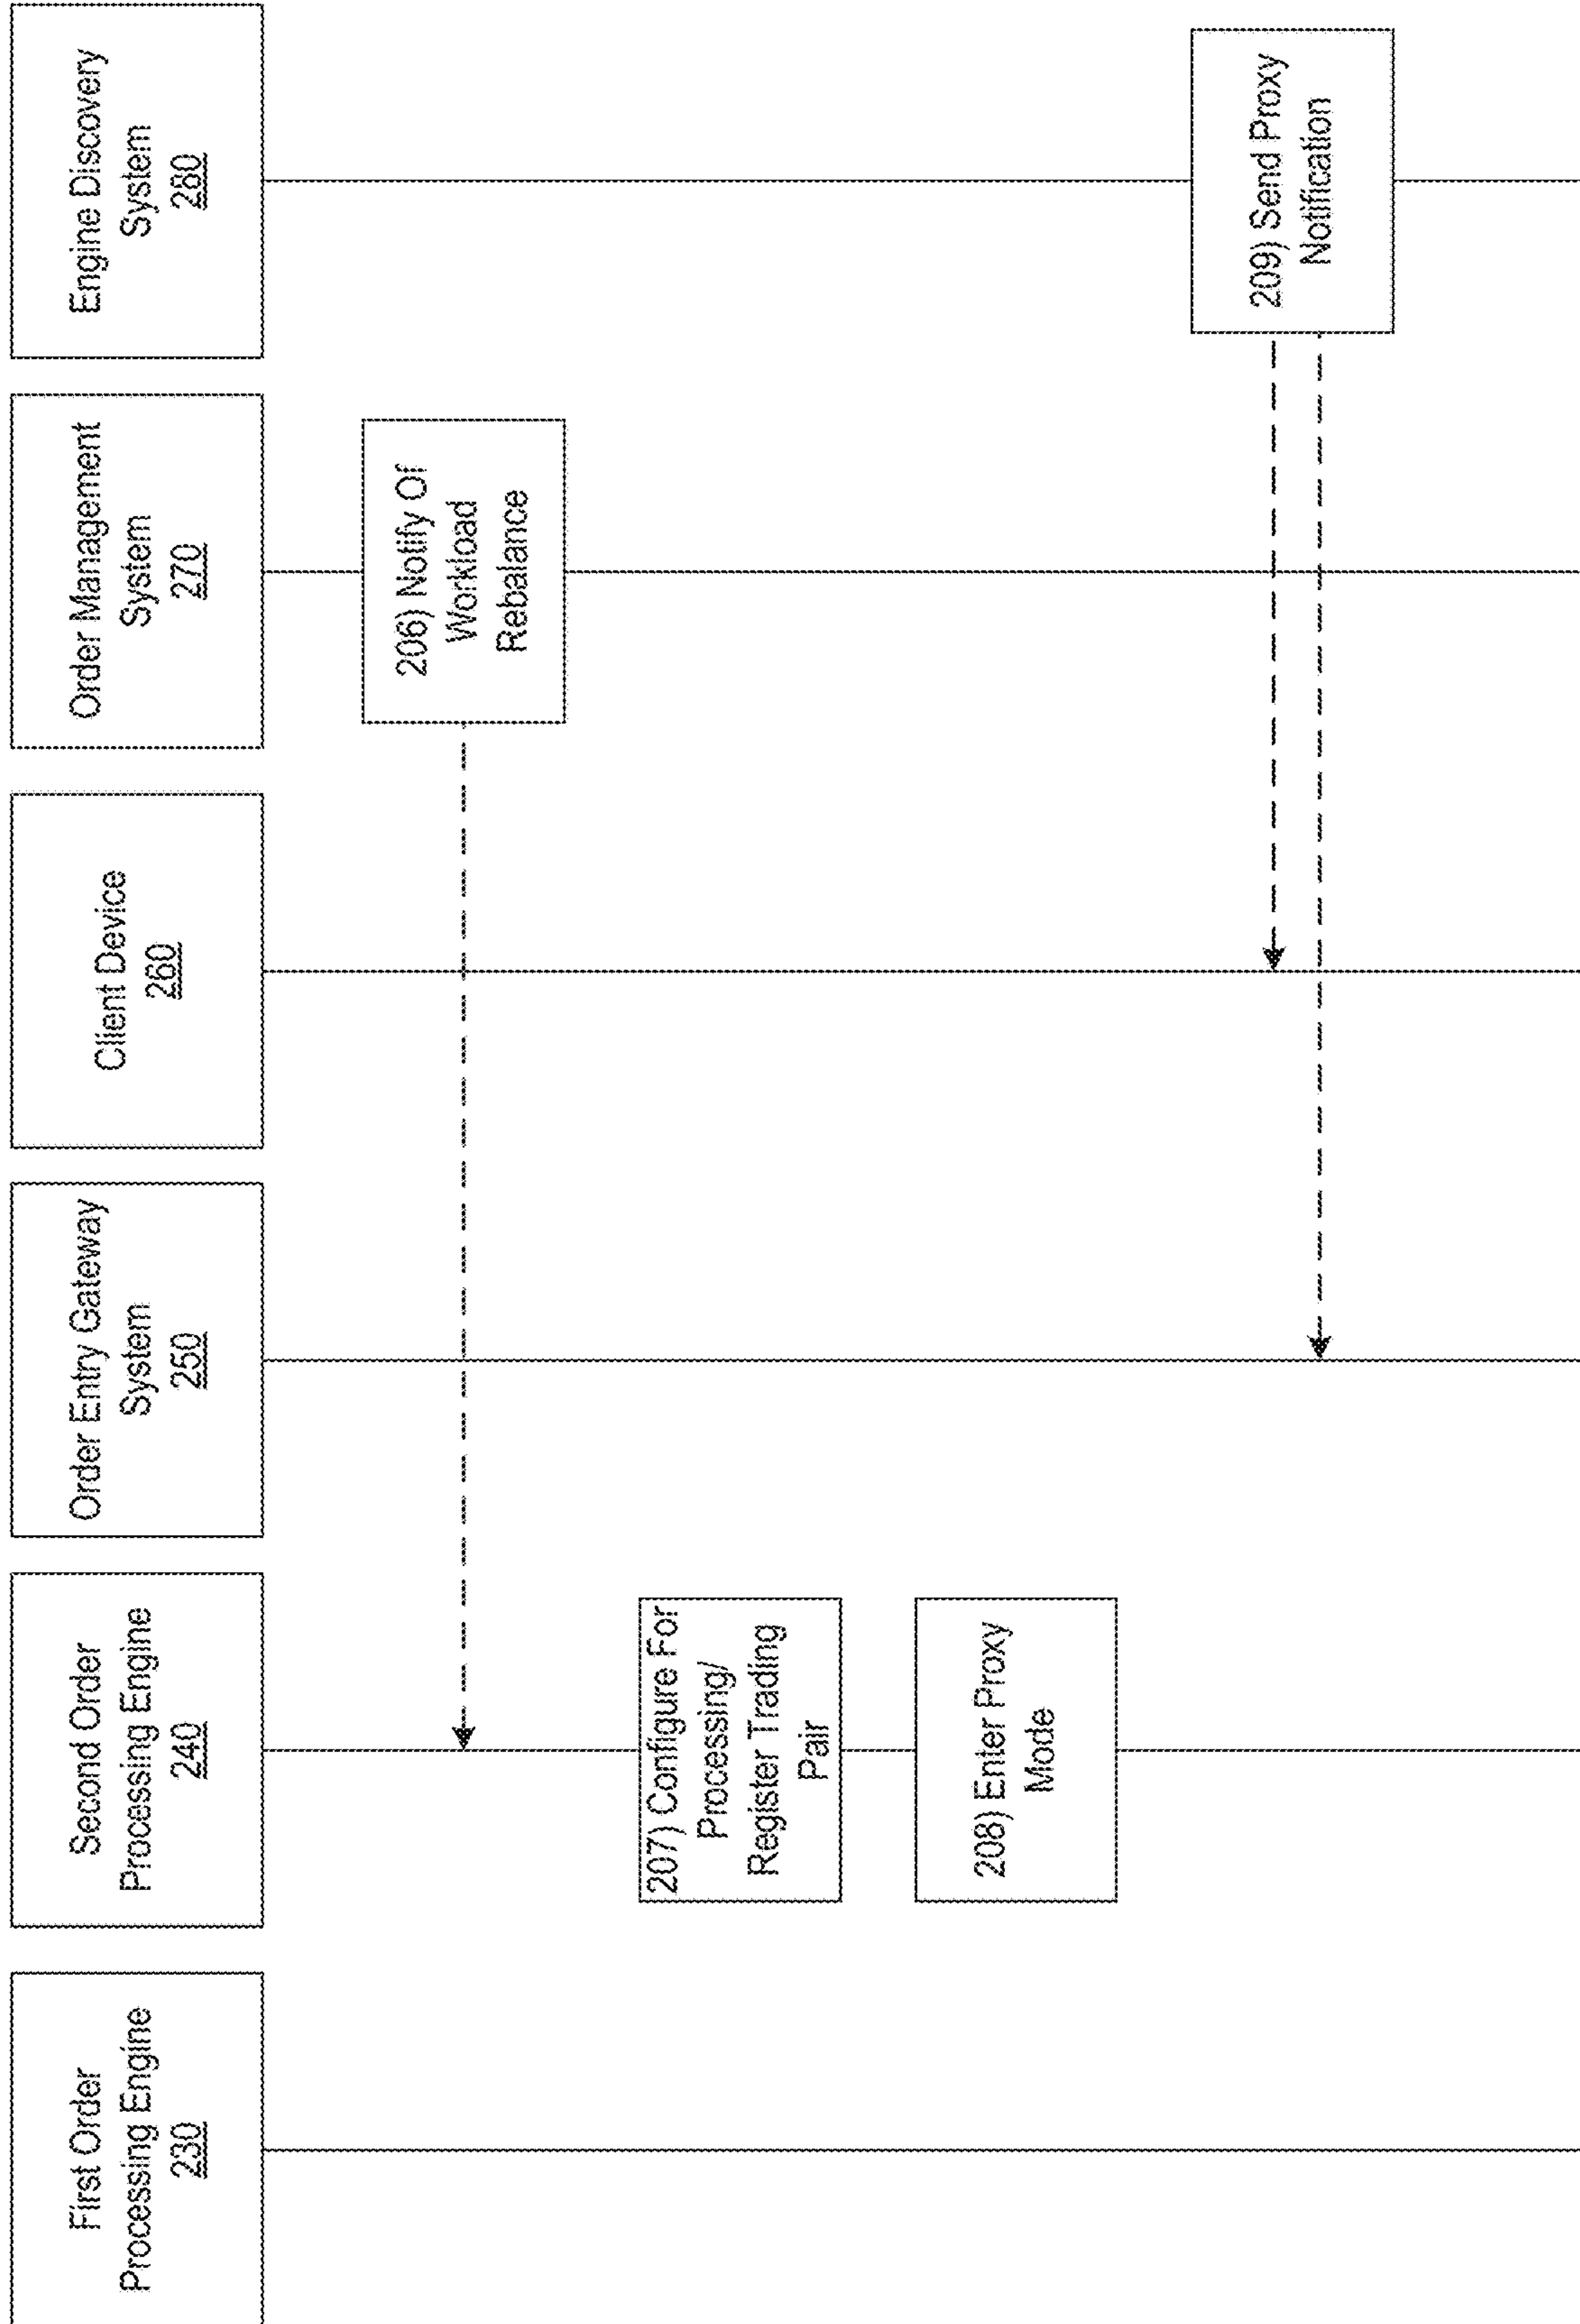 First Order
Processing Engine
230
Second Order
Processing Engine
240
Order Entry Gateway
System
250
Client Device
260
Order Management
System
270
Engine Discovery
System
280
206) Notify Of
Workload
Rebalance
207) Configure For
Processing/
Register Trading
Pair
208) Enter Proxy
Mode
209) Send Proxy
Notification